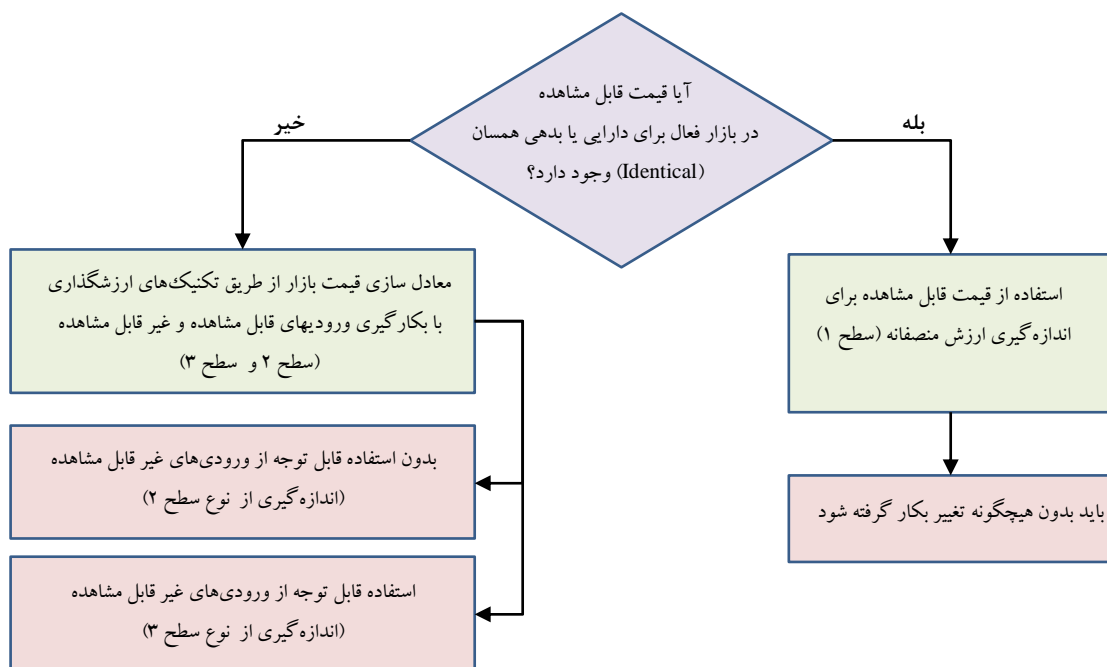 آیا قیمت قابل مشاهده
در بازار فعال برای دارایی یا بدهی همسان
(Identical) وجود دارد؟
بله
خیر
استفاده از قیمت قابل مشاهده برای
اندازه‌گیری ارزش منصفانه (سطح ۱)
باید بدون هیچگونه تغییر بکار گرفته شود
معادل سازی قیمت بازار از طریق تکنیک‌های ارزشگذاری
با بکارگیری ورودیهای قابل مشاهده و غیر قابل مشاهده
(سطح ۲ و سطح ۳)
بدون استفاده قابل توجه از ورودی‌های غیر قابل مشاهده
(اندازه‌گیری از نوع سطح ۲)
استفاده قابل توجه از ورودی‌های غیر قابل مشاهده
(اندازه‌گیری از نوع سطح ۳)